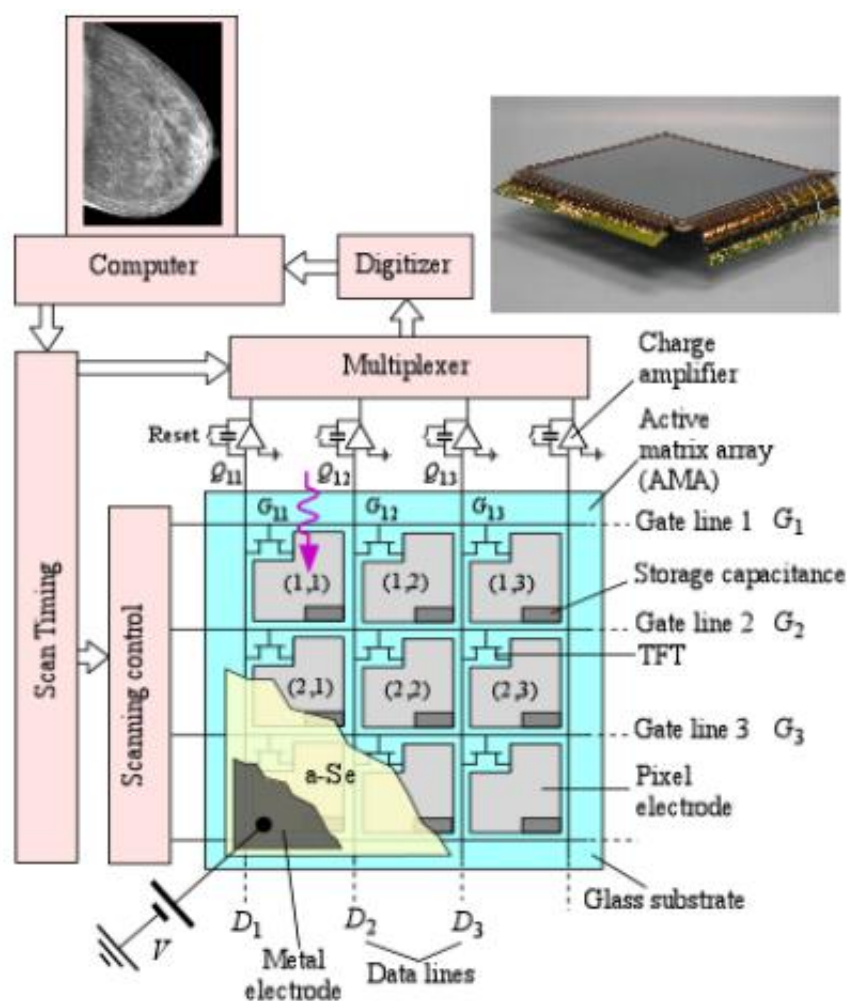 Computer
Digitizer
Multiplexer
Charge
amplifier
Reset
Active
matrix array
(AMA)
Q11
Q12
Q13
G11
G12
G13
Gate line 1 G1
(1,1)
(1,2)
(1,3)
Storage capacitance
Gate line 2 G2
TFT
Scan Timing
Scanning control
(2,1)
(2,2)
(2,3)
Gate line 3 G3
a-Se
Pixel
electrode
Glass substrate
V
D1
D2
D3
Metal
electrode
Data lines